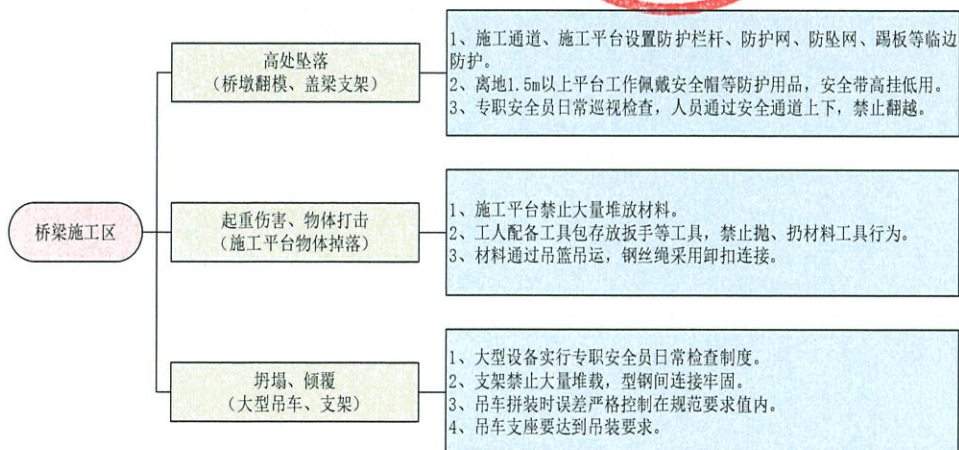 桥梁施工区
高处坠落
（桥墩翻模、盖梁支架）
1、施工通道、施工平台设置防护栏杆、防护网、防坠网、踢板等临边
防护。
2、离地1.5m以上平台工作佩戴安全帽等防护用品，安全带高挂低用。
3、专职安全员日常巡视检查，人员通过安全通道上下，禁止翻越。
起重伤害、物体打击
（施工平台物体掉落）
1、施工平台禁止大量堆放材料。
2、工人配备工具包存放扳手等工具，禁止抛、扔材料工具行为。
3、材料通过吊篮吊运，钢丝绳采用卸扣连接。
坍塌、倾覆
（大型吊车、支架）
1、大型设备实行专职安全员日常检查制度。
2、支架禁止大量堆载，型钢间连接牢固。
3、吊车拼装时误差严格控制在规范要求值内。
4、吊车支座要达到吊装要求。